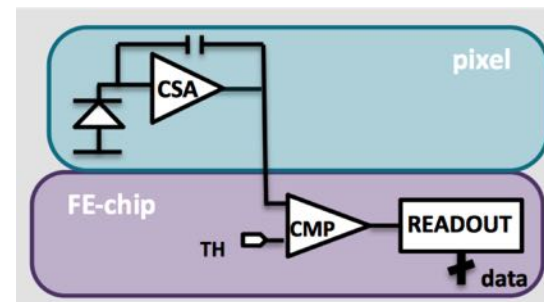 pixel
CSA
FE-chip
CMP
READOUT
TH
data